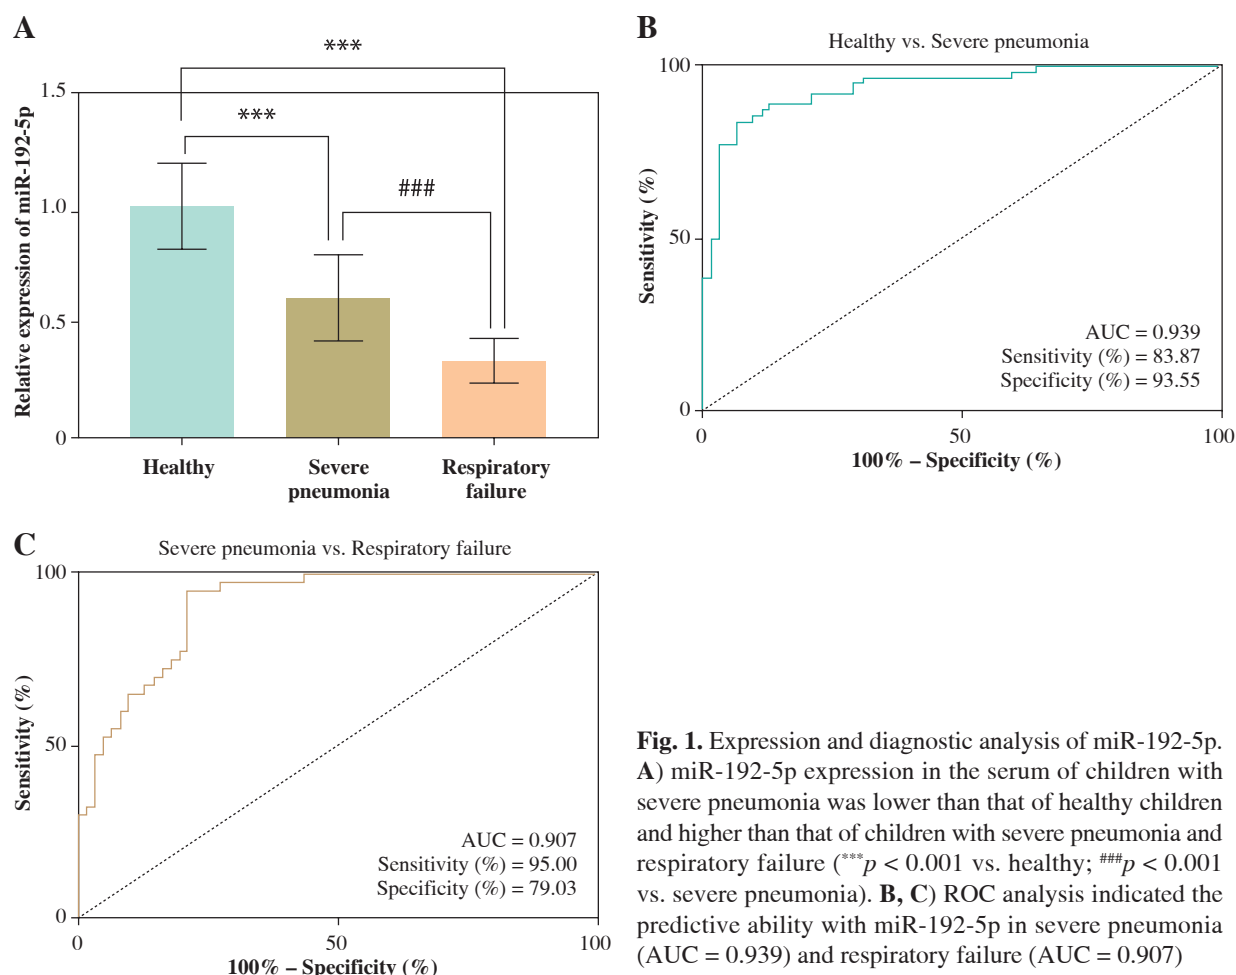 A
***
***
###
Relative expression of miR-192-5p
1.5
1.0
0.5
0
Healthy
Severe
pneumonia
Respiratory
failure
B
Healthy vs. Severe pneumonia
Sensitivity (%)
100
50
0
AUC = 0.939
Sensitivity (%) = 83.87
Specificity (%) = 93.55
0
50
100
100% – Specificity (%)
C
Severe pneumonia vs. Respiratory failure
Sensitivity (%)
100
50
0
AUC = 0.907
Sensitivity (%) = 95.00
Specificity (%) = 79.03
0
50
100
100% – Specificity (%)
Fig. 1. Expression and diagnostic analysis of miR-192-5p.
A) miR-192-5p expression in the serum of children with
severe pneumonia was lower than that of healthy children
and higher than that of children with severe pneumonia and
respiratory failure (***p < 0.001 vs. healthy; ###p < 0.001
vs. severe pneumonia). B, C) ROC analysis indicated the
predictive ability with miR-192-5p in severe pneumonia
(AUC = 0.939) and respiratory failure (AUC = 0.907)